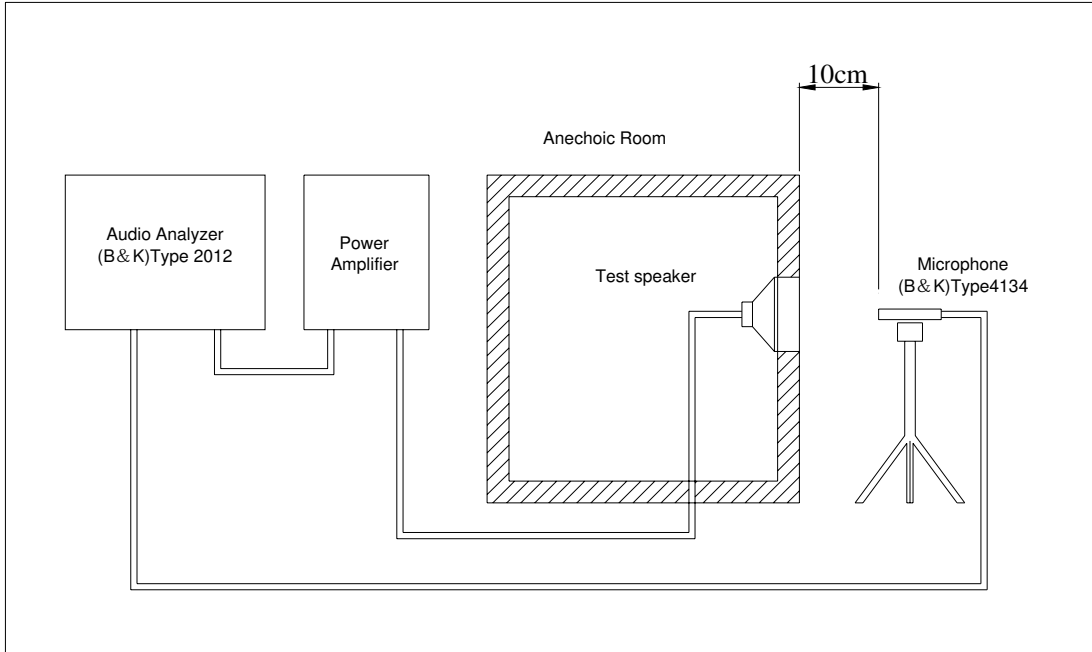 10cm
Anechoic Room
Audio Analyzer
(B&K)Type 2012
Power
Amplifier
Test speaker
Microphone
(B&K)Type4134